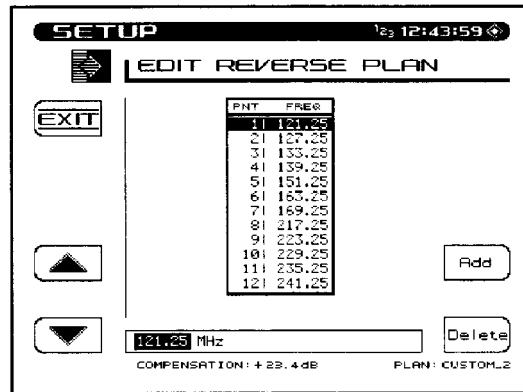 SETUP 123 12:43:59
EDIT REVERSE PLAN
EXIT
PNT FREQ
1| 121.25
2| 127.25
3| 133.25
4| 139.25
5| 151.25
6| 163.25
7| 169.25
8| 217.25
9| 223.25
10| 229.25
11| 235.25
12| 241.25
Add
121.25 MHz
Delete
COMPENSATION:+23.4dB PLAN: CUSTOM_2